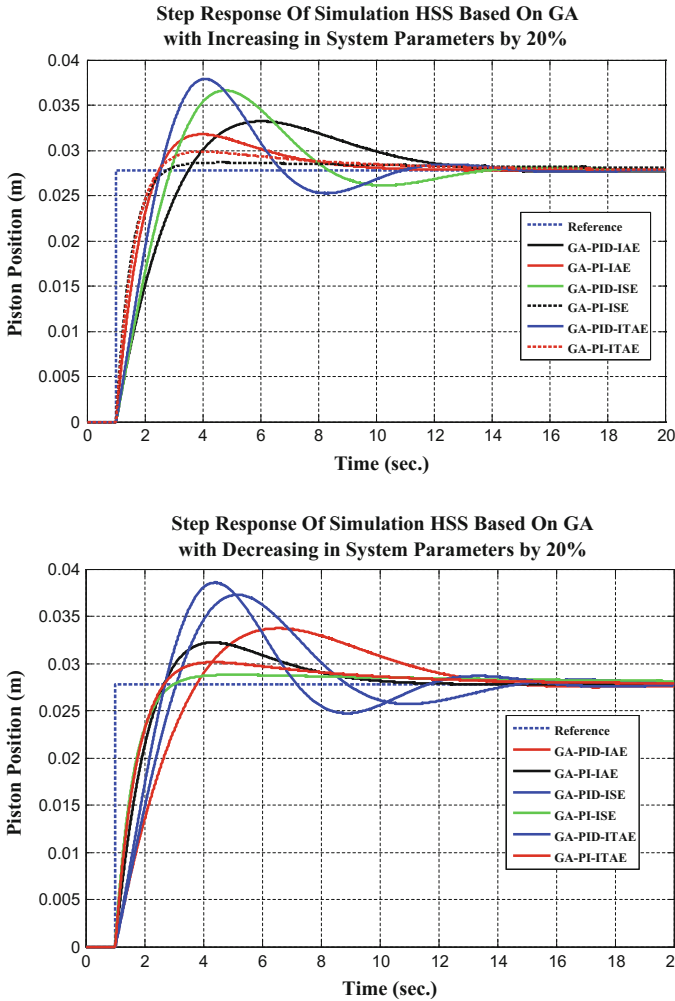 Step Response Of Simulation HSS Based On GA
with Increasing in System Parameters by 20%
Piston Position (m)
0.04
0.035
0.03
0.025
0.02
0.015
0.01
0.005
0
Reference
GA-PID-IAE
GA-PI-IAE
GA-PID-ISE
GA-PI-ISE
GA-PID-ITAE
GA-PI-ITAE
0 2 4 6 8 10 12 14 16 18 20
Time (sec.)
Step Response Of Simulation HSS Based On GA
with Decreasing in System Parameters by 20%
Piston Position (m)
0.04
0.035
0.03
0.025
0.02
0.015
0.01
0.005
0
Reference
GA-PID-IAE
GA-PI-IAE
GA-PID-ISE
GA-PI-ISE
GA-PID-ITAE
GA-PI-ITAE
0 2 4 6 8 10 12 14 16 18 2
Time (sec.)